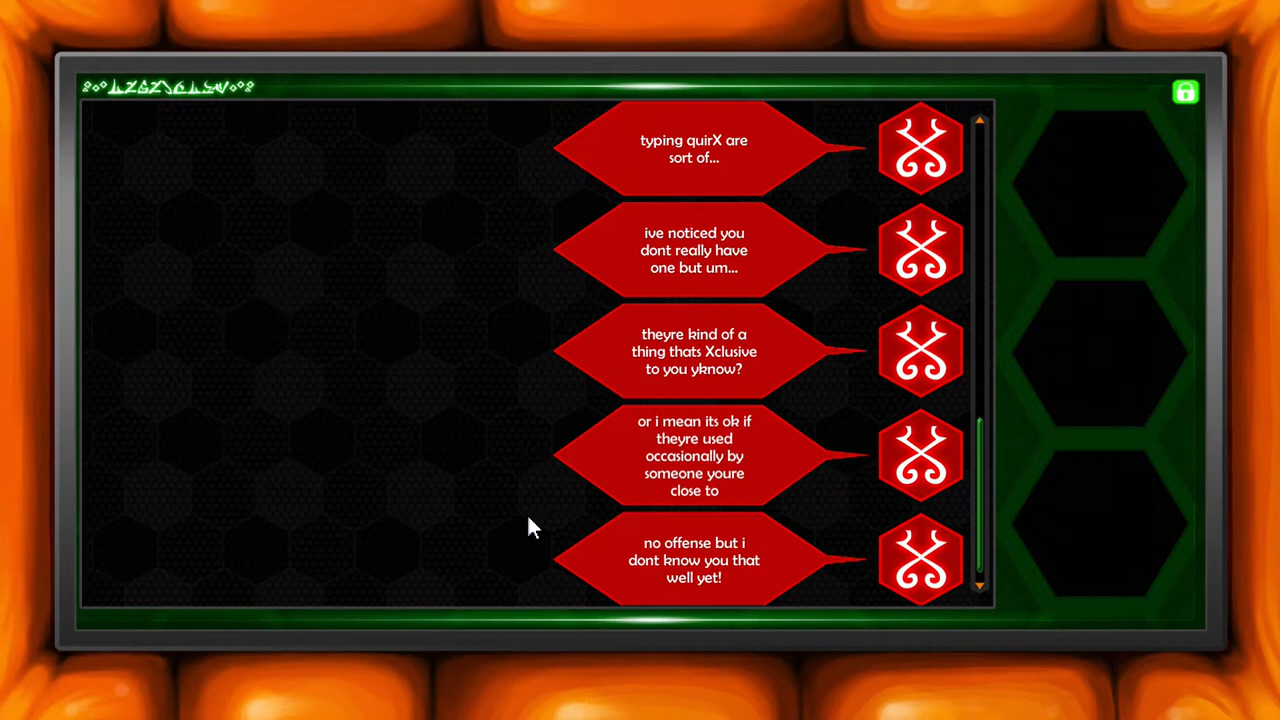 typing quirX are
sort of...
ive noticed you
dont really have
one but um...
theyre kind of a
thing thats Xclusive
to you yknow?
or i mean its ok if
theyre used
occasionally by
someone youre
close to
no offense but i
dont know you that
well yet!